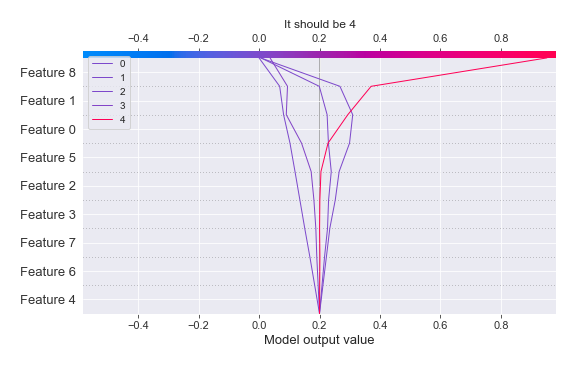 It should be 4
−0.4 −0.2 0.0 0.2 0.4 0.6 0.8
0
1
2
3
4
Feature 8
Feature 1
Feature 0
Feature 5
Feature 2
Feature 3
Feature 7
Feature 6
Feature 4
−0.4 −0.2 0.0 0.2 0.4 0.6 0.8
Model output value